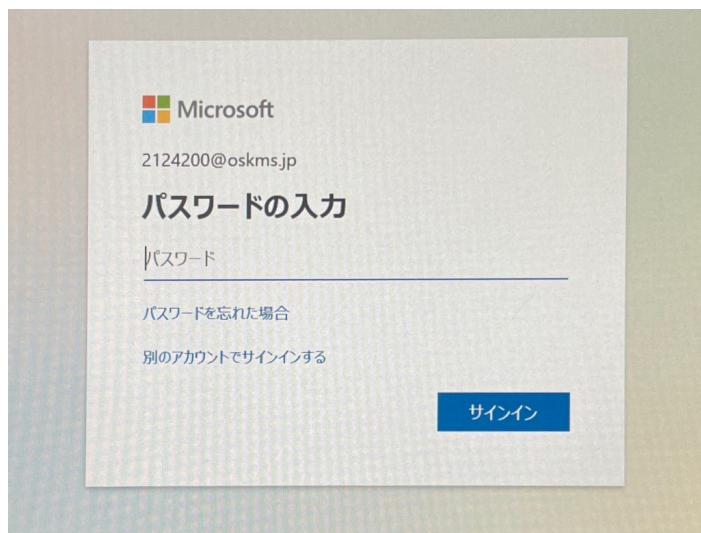 Microsoft
2124200@oskms.jp
パスワードの入力
パスワード
パスワードを忘れた場合
別のアカウントでサインインする
サインイン